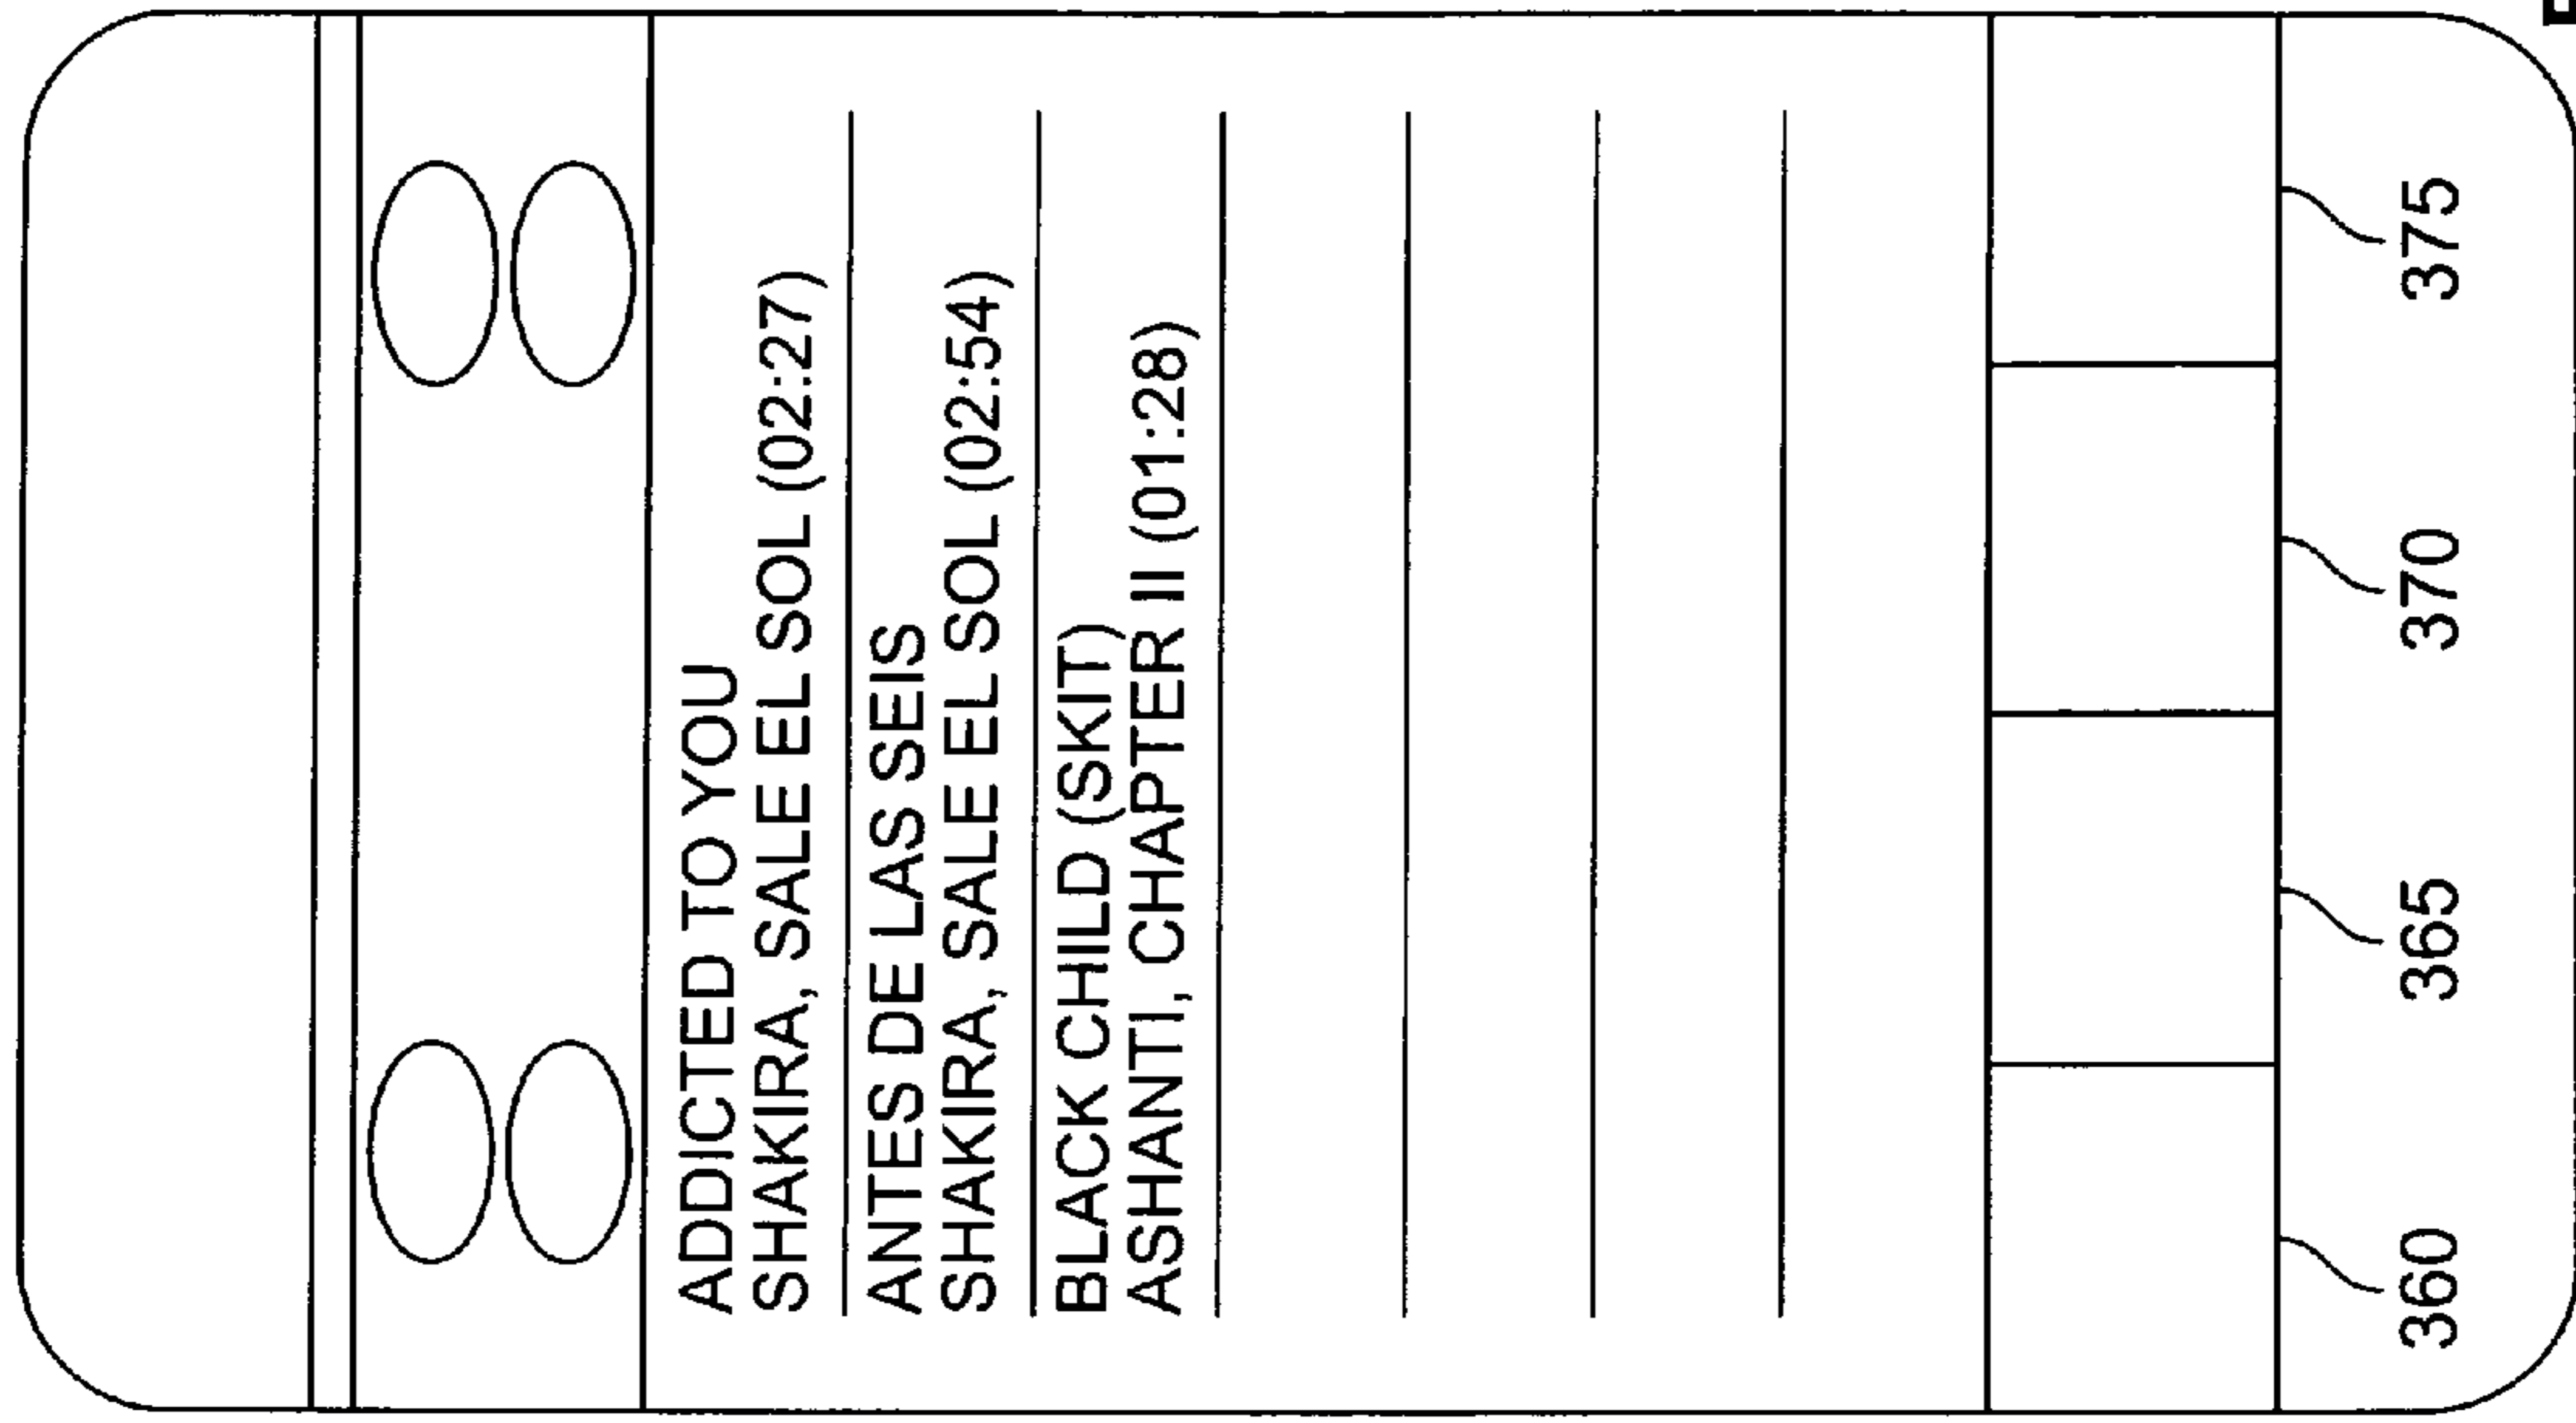 ADDICTED TO YOU
SHAKIRA, SALE EL SOL (02:27)
ANTES DE LAS SEIS
SHAKIRA, SALE EL SOL (02:54)
BLACK CHILD (SKIT)
ASHANTI, CHAPTER II (01:28)
360 365 370 375